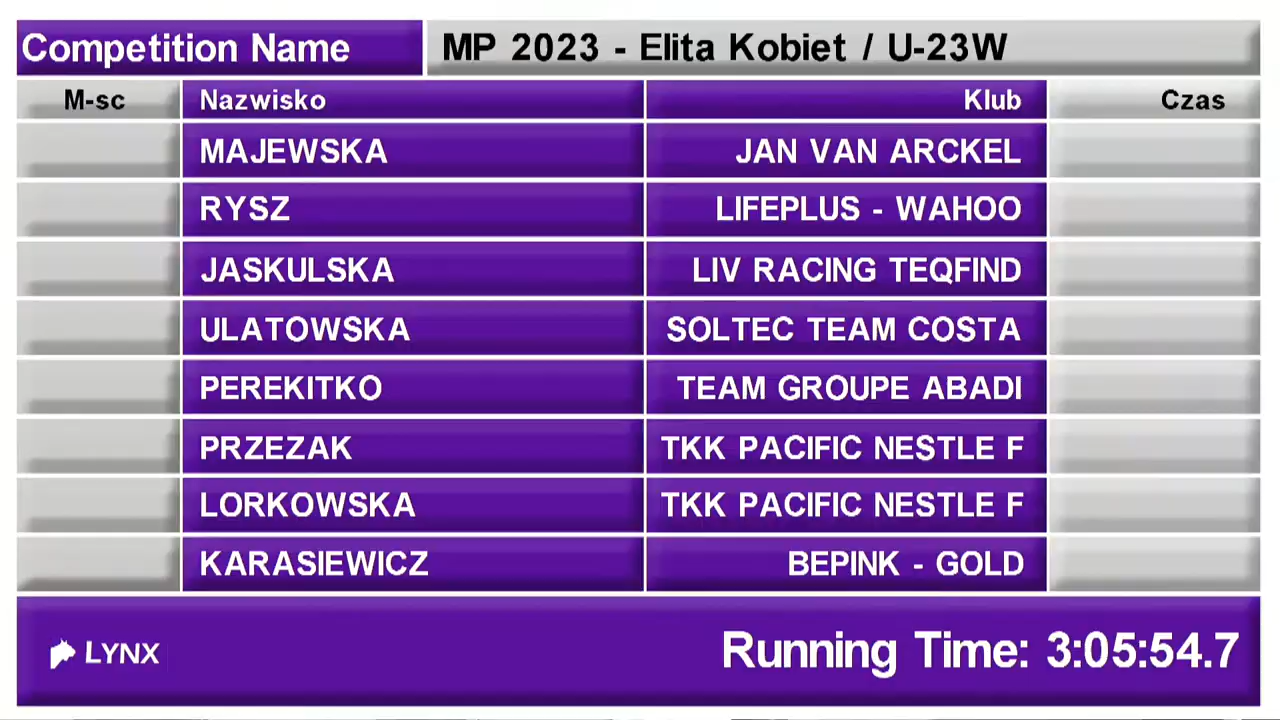 Competition Name MP 2023 - Elita Kobiet / U-23W
M-sc Nazwisko Klub Czas
MAJEWSKA JAN VAN ARCKEL
RYSZ LIFEPLUS - WAHOO
JASKULSKA LIV RACING TEQFIND
ULATOWSKA SOLTEC TEAM COSTA
PEREKITKO TEAM GROUPE ABADI
PRZEZAK TKK PACIFIC NESTLE F
LORKOWSKA TKK PACIFIC NESTLE F
KARASIEWICZ BEPINK - GOLD
LYNX Running Time: 3:05:54.7